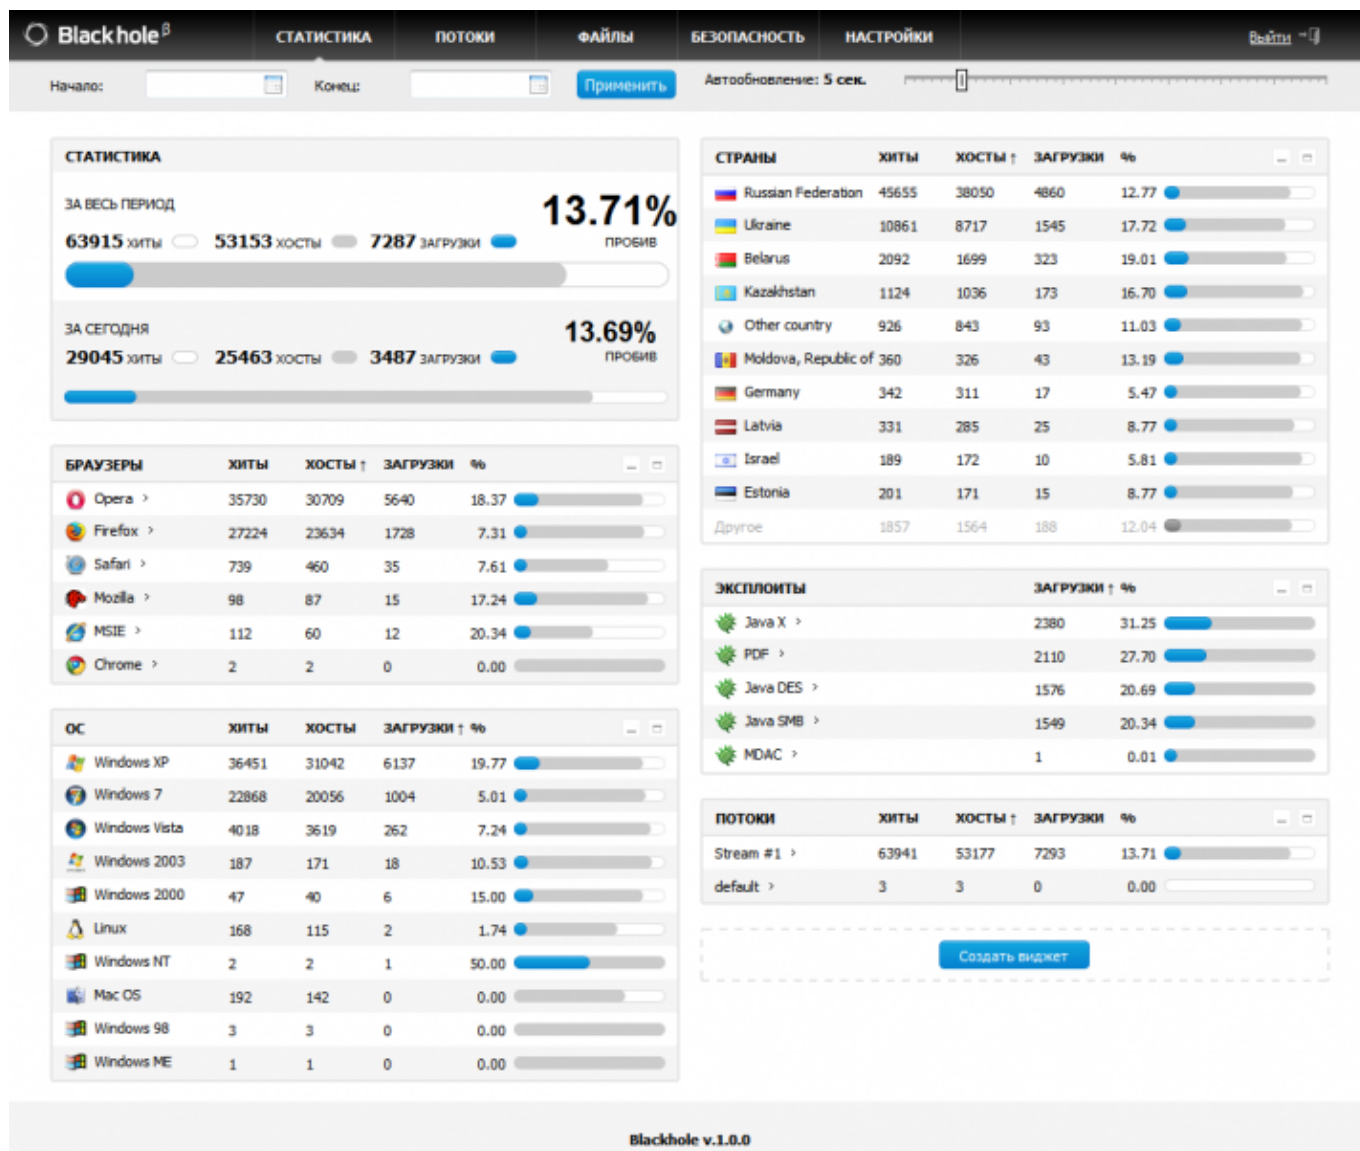 Blackhole β СТАТИСТИКА ПОТОКИ ФАЙЛЫ БЕЗОПАСНОСТЬ НАСТРОЙКИ Выйти
Начало: Конец: Применить Автообновление: 5 сек.
СТАТИСТИКА
ЗА ВЕСЬ ПЕРИОД
13.71%
63915 ХИТЫ 53153 ХОСТЫ 7287 ЗАГРУЗКИ ПРОБИВ
ЗА СЕГОДНЯ
13.69%
29045 ХИТЫ 25463 ХОСТЫ 3487 ЗАГРУЗКИ ПРОБИВ
БРАУЗЕРЫ ХИТЫ ХОСТЫ ↑ ЗАГРУЗКИ %
Opera > 35730 30709 5640 18.37
Firefox > 27224 23634 1728 7.31
Safari > 739 460 35 7.61
Mozilla > 98 87 15 17.24
MSIE > 112 60 12 20.34
Chrome > 2 2 0 0.00
ОС ХИТЫ ХОСТЫ ЗАГРУЗКИ ↑ %
Windows XP 36451 31042 6137 19.77
Windows 7 22868 20056 1004 5.01
Windows Vista 4018 3619 262 7.24
Windows 2003 187 171 18 10.53
Windows 2000 47 40 6 15.00
Linux 168 115 2 1.74
Windows NT 2 2 1 50.00
Mac OS 192 142 0 0.00
Windows 98 3 3 0 0.00
Windows ME 1 1 0 0.00
СТРАНЫ ХИТЫ ХОСТЫ ↑ ЗАГРУЗКИ %
Russian Federation 45655 38050 4860 12.77
Ukraine 10861 8717 1545 17.72
Belarus 2092 1699 323 19.01
Kazakhstan 1124 1036 173 16.70
Other country 926 843 93 11.03
Moldova, Republic of 360 326 43 13.19
Germany 342 311 17 5.47
Latvia 331 285 25 8.77
Israel 189 172 10 5.81
Estonia 201 171 15 8.77
Другое 1857 1564 188 12.04
ЭКСПЛОИТЫ ЗАГРУЗКИ ↑ %
Java X > 2380 31.25
PDF > 2110 27.70
Java DES > 1576 20.69
Java SMB > 1549 20.34
MDAC > 1 0.01
ПОТОКИ ХИТЫ ХОСТЫ ↑ ЗАГРУЗКИ %
Stream #1 > 63941 53177 7293 13.71
default > 3 3 0 0.00
Создать виджет
Blackhole v.1.0.0